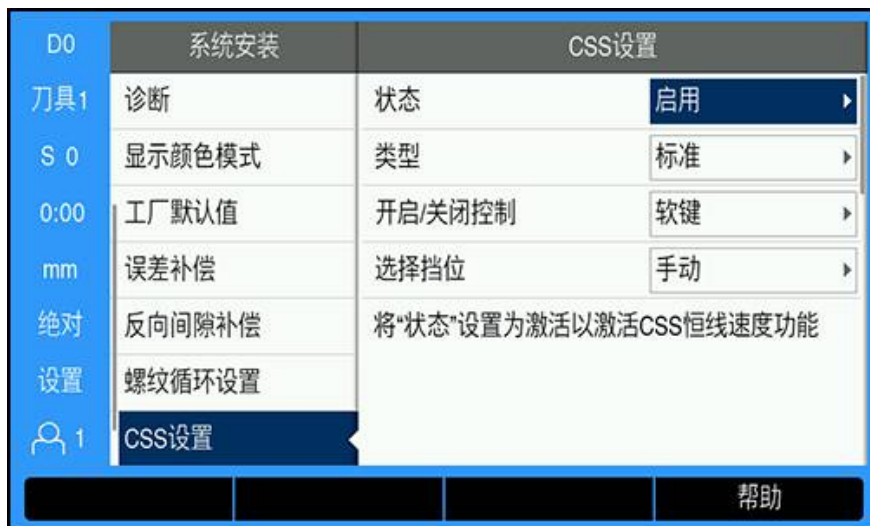 D0
系统安装
CSS设置
刀具1
诊断
状态
启用
S 0
显示颜色模式
类型
标准
0:00
工厂默认值
开启/关闭控制
软键
mm
误差补偿
选择挡位
手动
绝对
反向间隙补偿
将“状态”设置为激活以激活CSS恒线速度功能
设置
螺纹循环设置
1
CSS设置
帮助